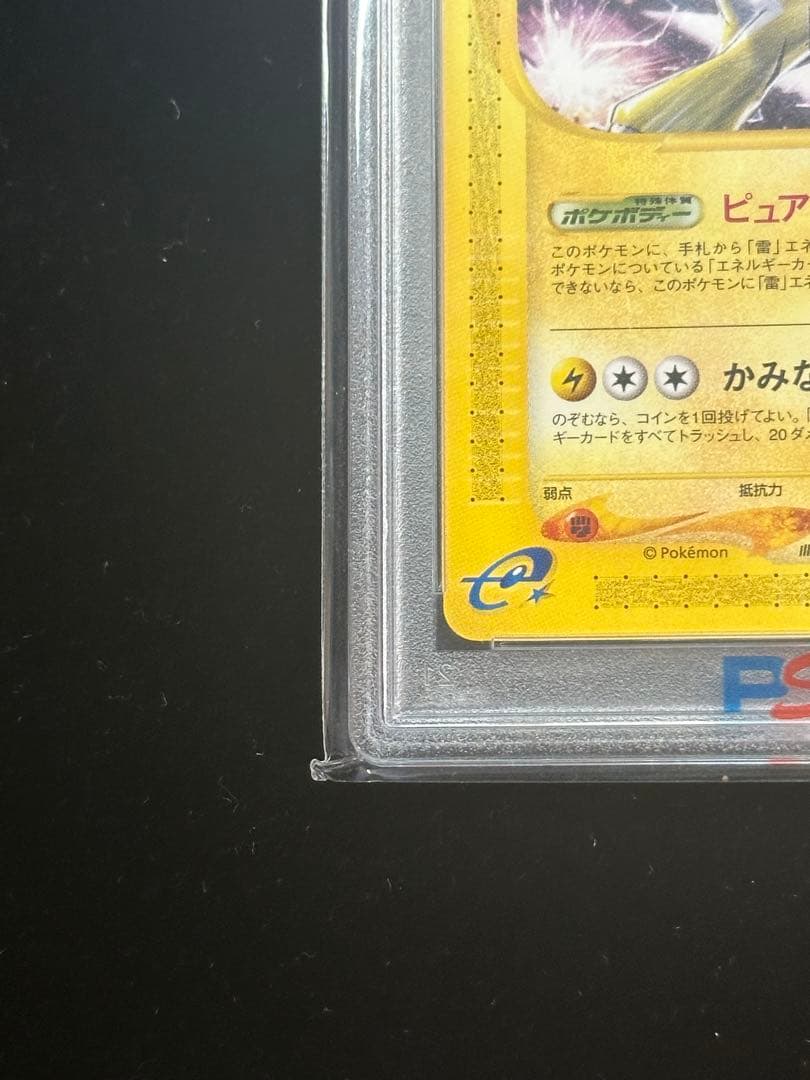 特殊体質
ポケボディー
ピュア
このポケモンに、手札から「雷」エネ
ポケモンについている「エネルギーカー
できないなら、このポケモンに「雷」エネ
かみな
のぞむなら、コインを1回投げてよい。
ギーカードをすべてトラッシュし、20ダメ
弱点
抵抗力
© Pokémon
Ill
e
21
PS